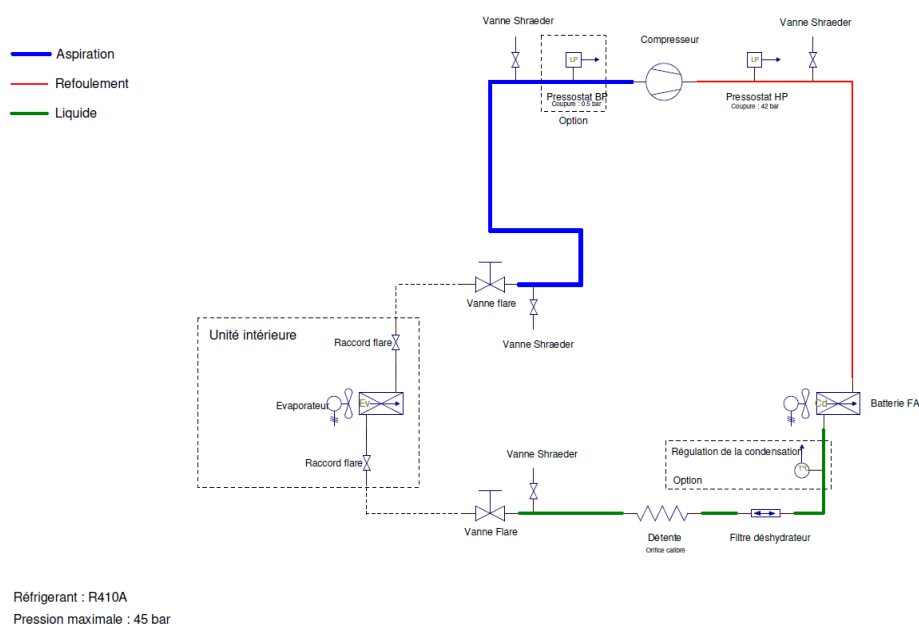 Vanne Shraeder
Vanne Shraeder
Compresseur
Aspiration
LP
LP
Refoulement
Pressostat BP
Coupure : 0.5 bar
Pressostat HP
Coupure : 42 bar
Liquide
Option
Vanne flare
Unité intérieure
Raccord flare
Vanne Shraeder
Evaporateur
Ev
Cd
Batterie FA
Raccord flare
Vanne Shraeder
Régulation de la condensation
T°C
Option
Vanne Flare
Détente
Orifice calibré
Filtre déshydrateur
Réfrigerant : R410A
Pression maximale : 45 bar